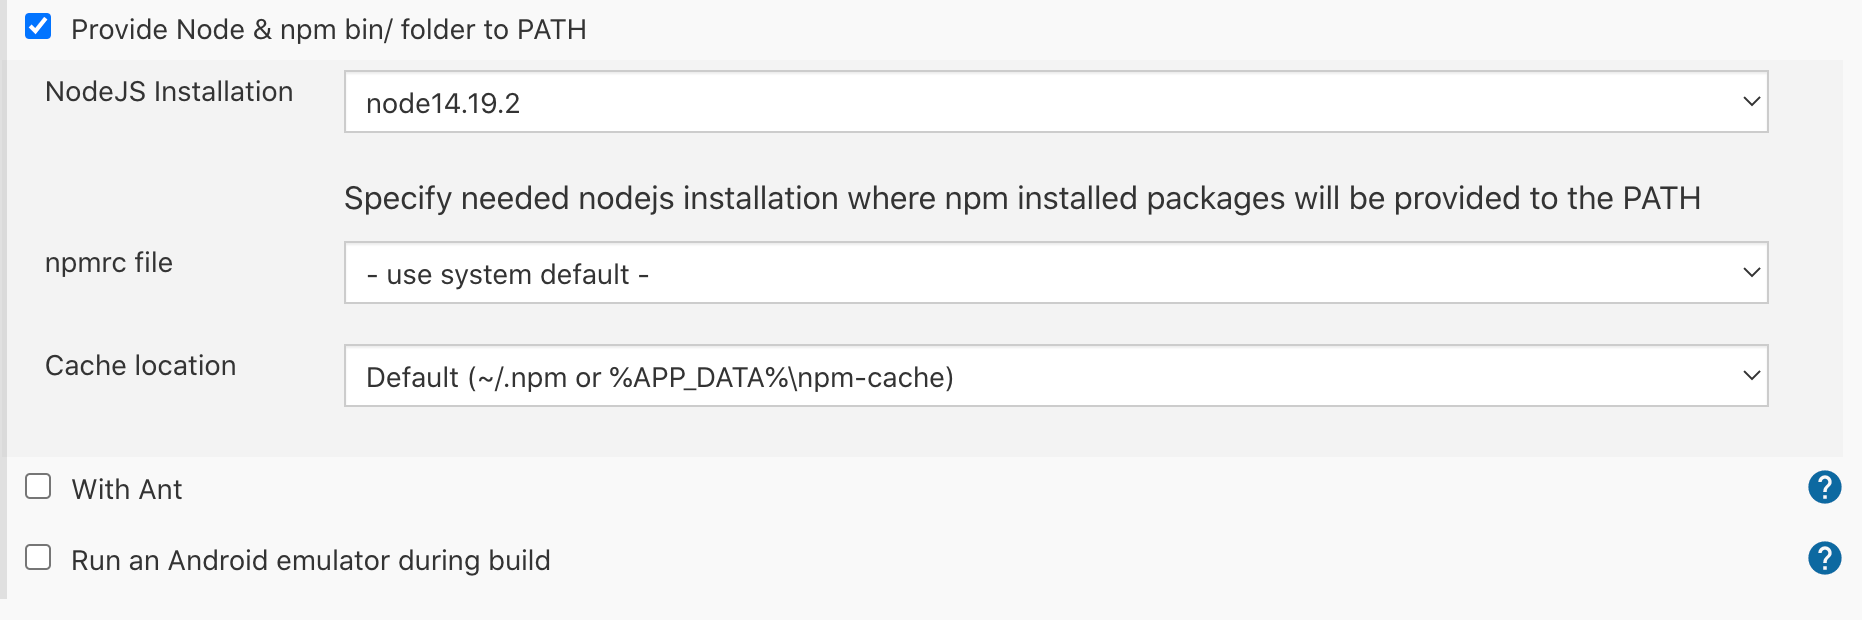 Provide Node & npm bin/ folder to PATH
NodeJS Installation
node14.19.2
Specify needed nodejs installation where npm installed packages will be provided to the PATH
npmrc file
- use system default -
Cache location
Default (~/.npm or %APP_DATA%\npm-cache)
With Ant
?
Run an Android emulator during build
?